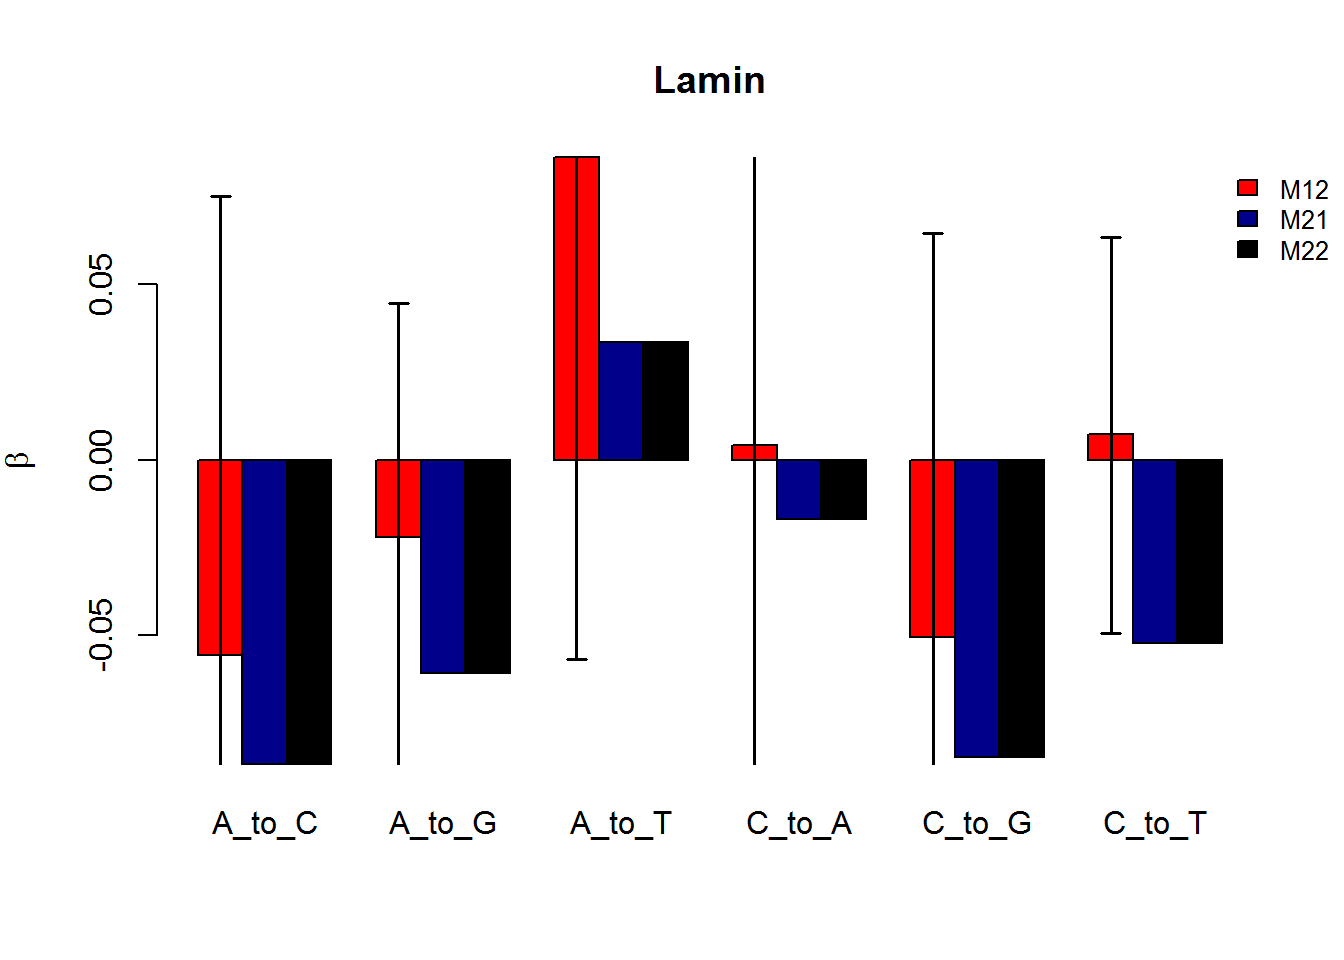 Lamin
M12
M21
M22
0.05
0.00
-0.05
β
A_to_C A_to_G A_to_T C_to_A C_to_G C_to_T